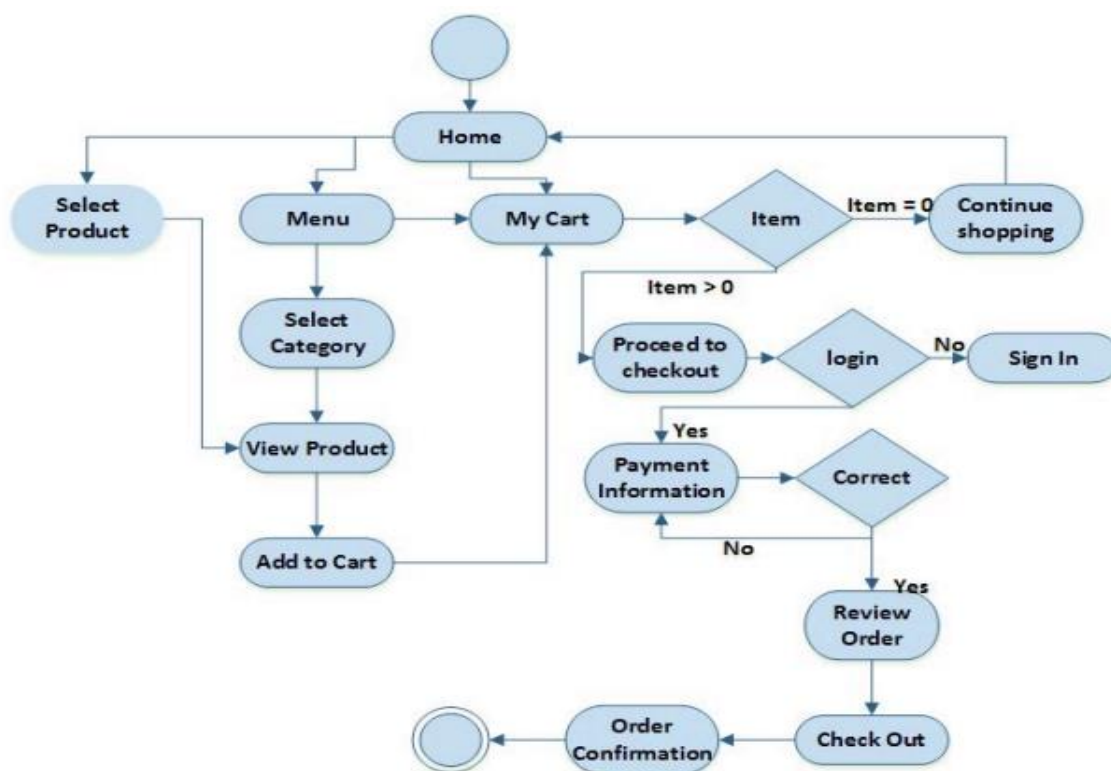 Home
Select
Product
Menu
My Cart
Item
Item = 0
Continue
shopping
Item > 0
Select
Category
Proceed to
checkout
login
No
Sign In
Yes
View Product
Payment
Information
Correct
No
Add to Cart
Yes
Review
Order
Order
Confirmation
Check Out